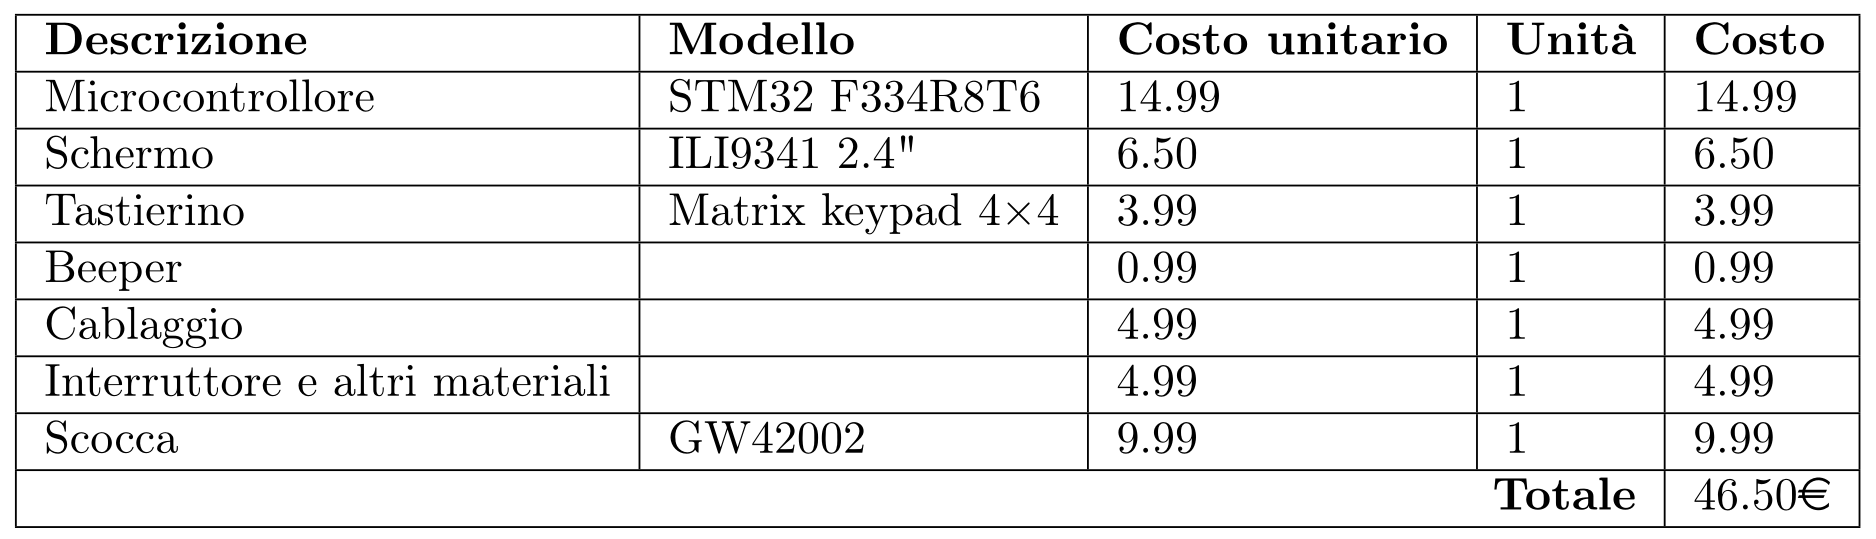 Descrizione Modello Costo unitario Unità Costo
Microcontrollore STM32 F334R8T6 14.99 1 14.99
Schermo ILI9341 2.4" 6.50 1 6.50
Tastierino Matrix keypad 4×4 3.99 1 3.99
Beeper 0.99 1 0.99
Cablaggio 4.99 1 4.99
Interruttore e altri materiali 4.99 1 4.99
Scocca GW42002 9.99 1 9.99
Totale 46.50€